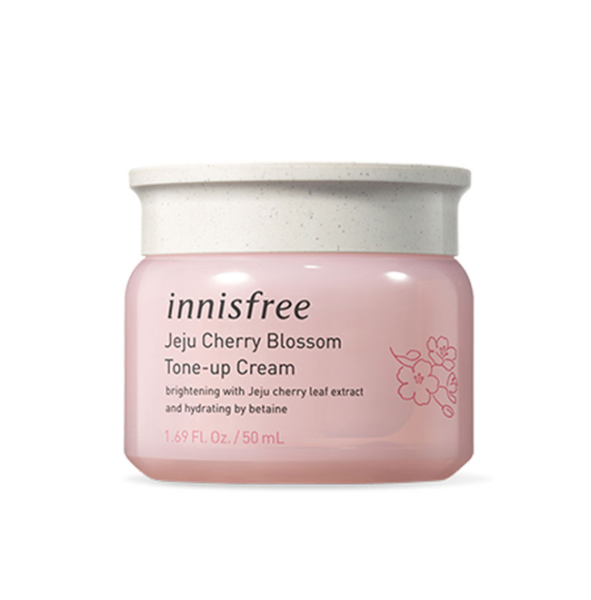 innisfree
Jeju Cherry Blossom
Tone-up Cream
brightening with Jeju cherry leaf extract
and hydrating by betaine
1.69 FL. Oz. / 50 mL